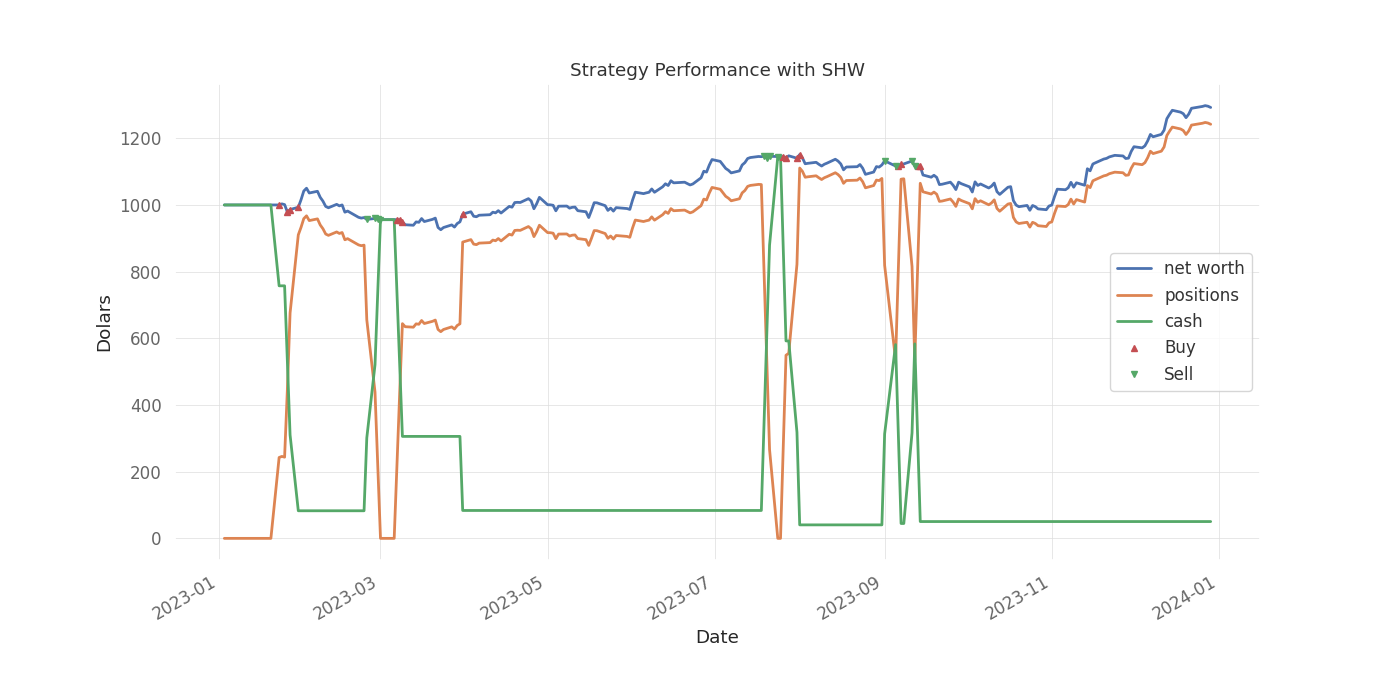 Strategy Performance with SHW
1200
1000
800
600
400
200
0
Dolars
net worth
positions
cash
Buy
Sell
2023-01
2023-03
2023-05
2023-07
2023-09
2023-11
2024-01
Date